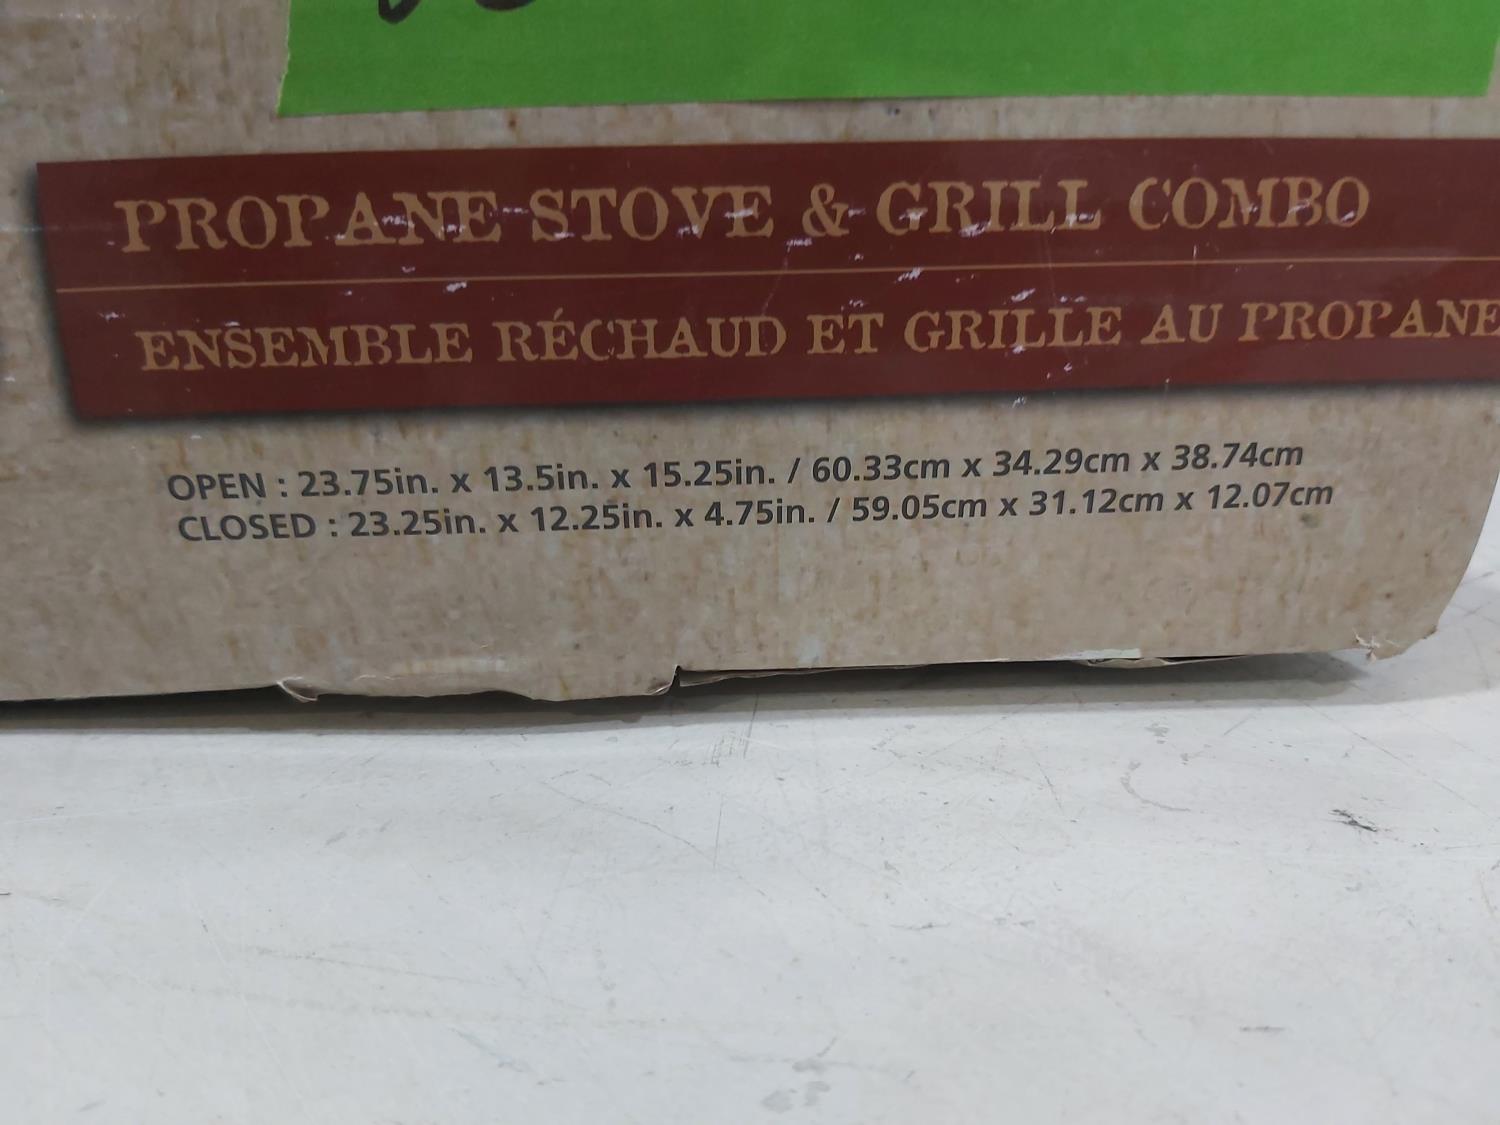 PROPANE STOVE & GRILL COMBO
ENSEMBLE RÉCHAUD ET GRILLE AU PROPANE
OPEN : 23.75in. x 13.5in. x 15.25in. / 60.33cm x 34.29cm x 38.74cm
CLOSED : 23.25in. x 12.25in. x 4.75in. / 59.05cm x 31.12cm x 12.07cm